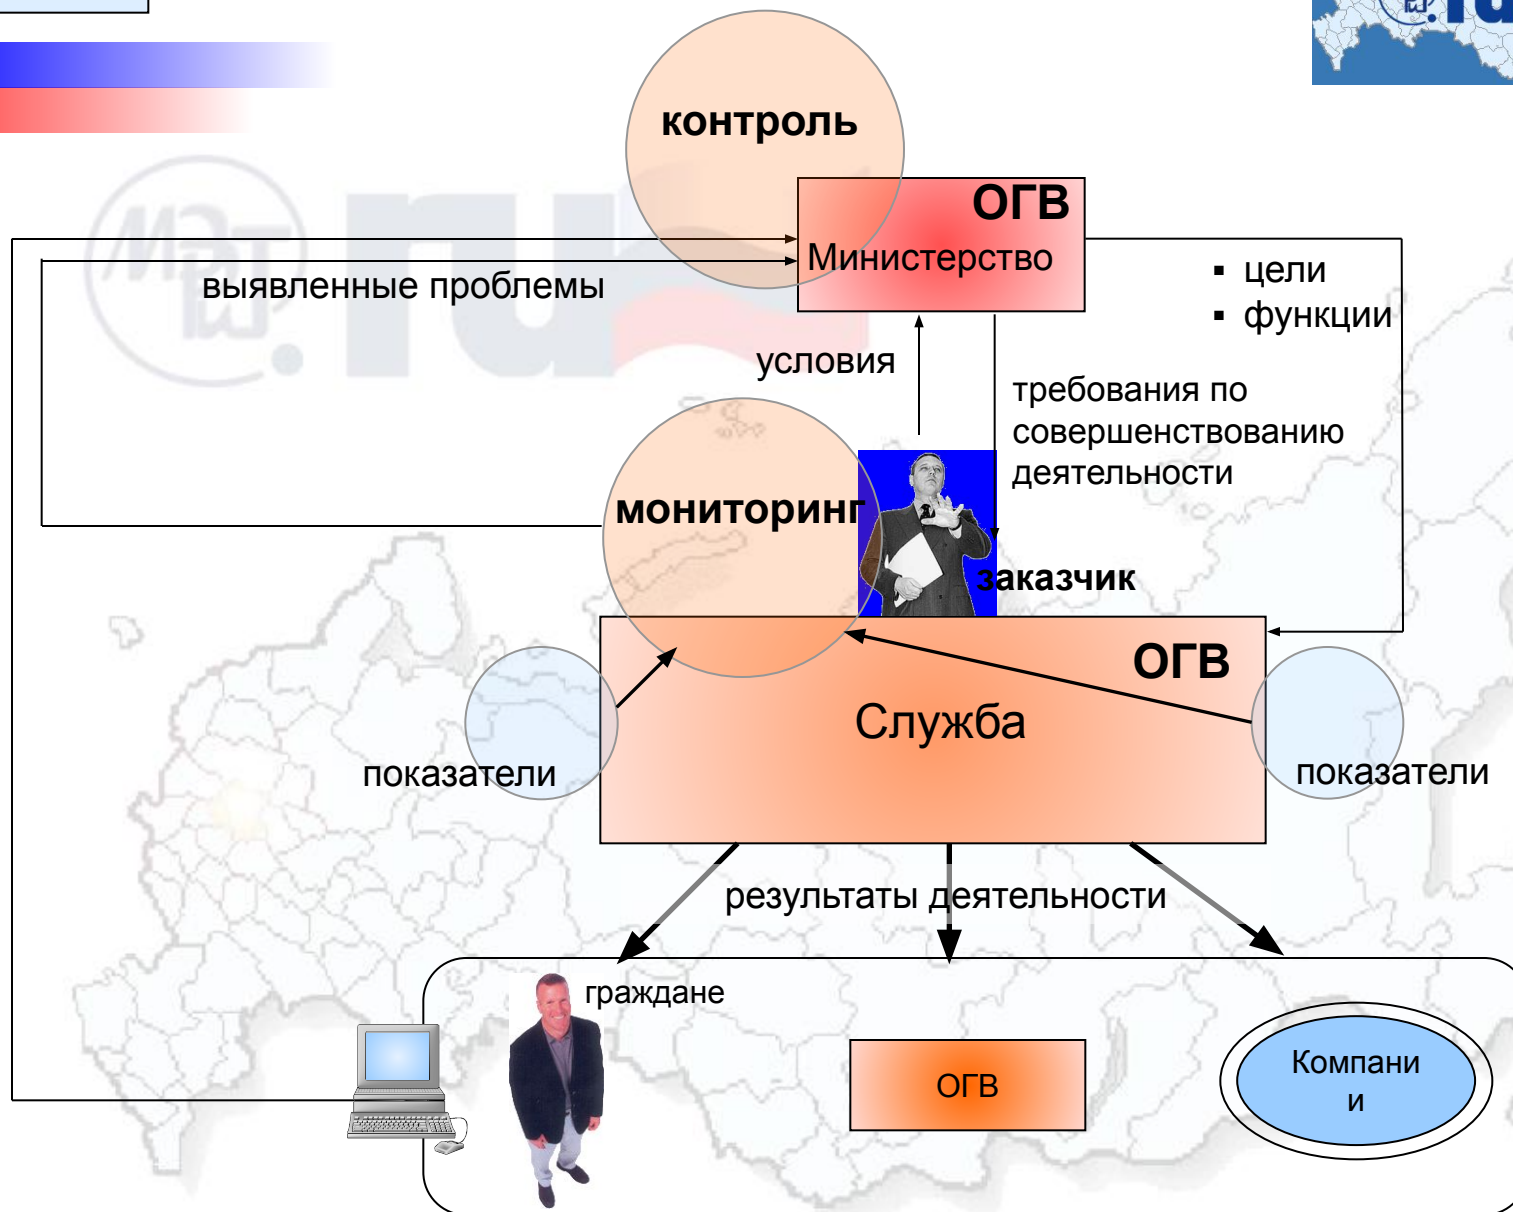 контроль
ОГВ
Министерство
выявленные проблемы
▪ цели
▪ функции
условия
требования по
совершенствованию
деятельности
мониторинг
заказчик
ОГВ
Служба
показатели
показатели
результаты деятельности
граждане
ОГВ
Компани
и
.ru